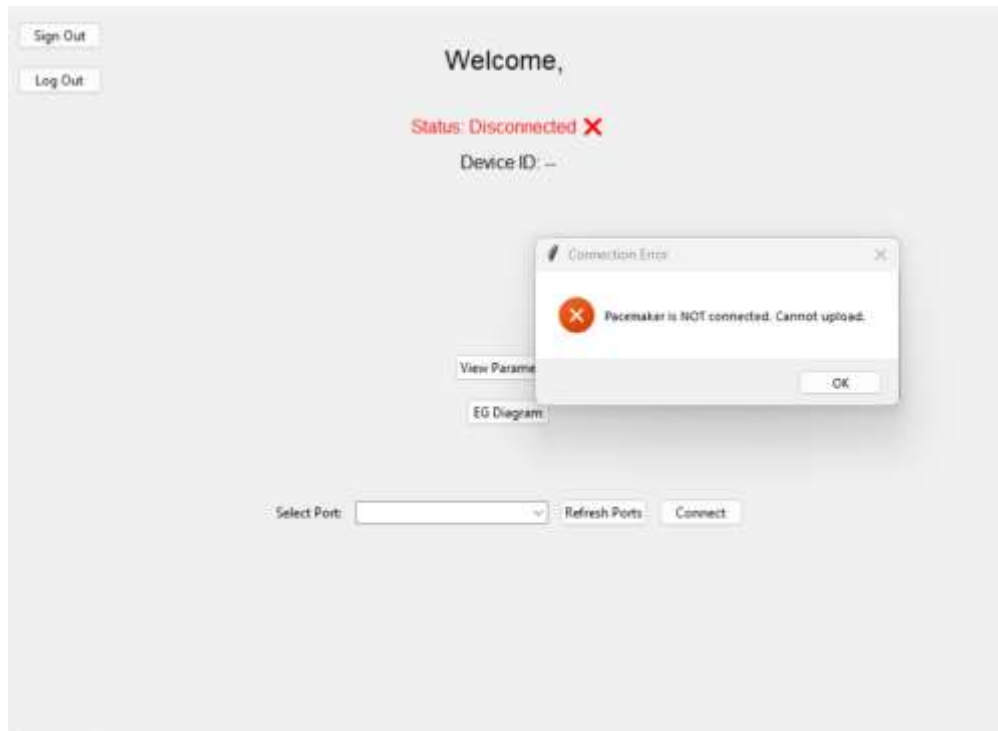 Sign Out
Welcome,
Log Out
Status: Disconnected ❌
Device ID: --
Connection Error
Pacemaker is NOT connected. Cannot upload.
View Parame
OK
EG Diagram
Select Port:
Refresh Ports
Connect